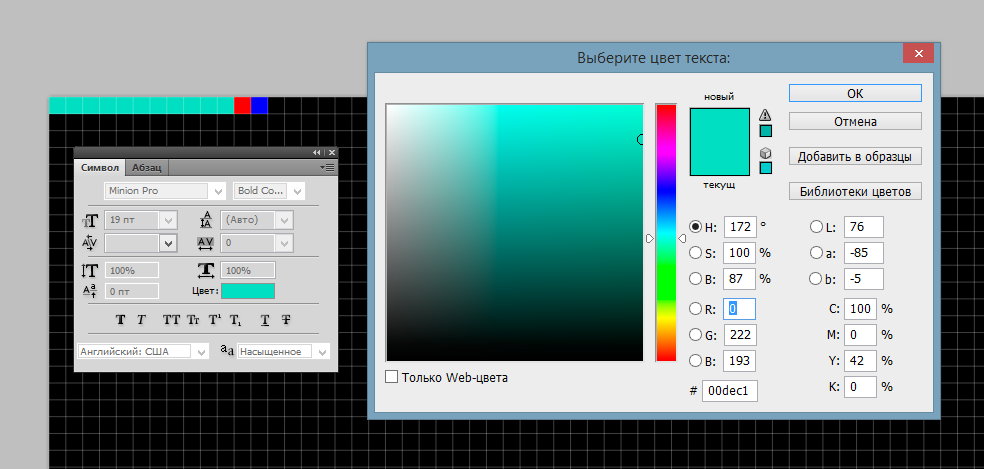 Выберите цвет текста:
новый
текущ
OK
Отмена
Добавить в образцы
Библиотеки цветов
H: 172 °
S: 100 %
B: 87 %
R: 0
G: 222
B: 193
# 00dec1
L: 76
a: -85
b: -5
C: 100 %
M: 0 %
Y: 42 %
K: 0 %
Только Web-цвета
Символ Абзац
Minion Pro Bold Co...
19 пт (Авто)
0
100% 100%
0 пт Цвет:
T T TT Tт T¹ T₁ T T
Английский: США aа Насыщенное